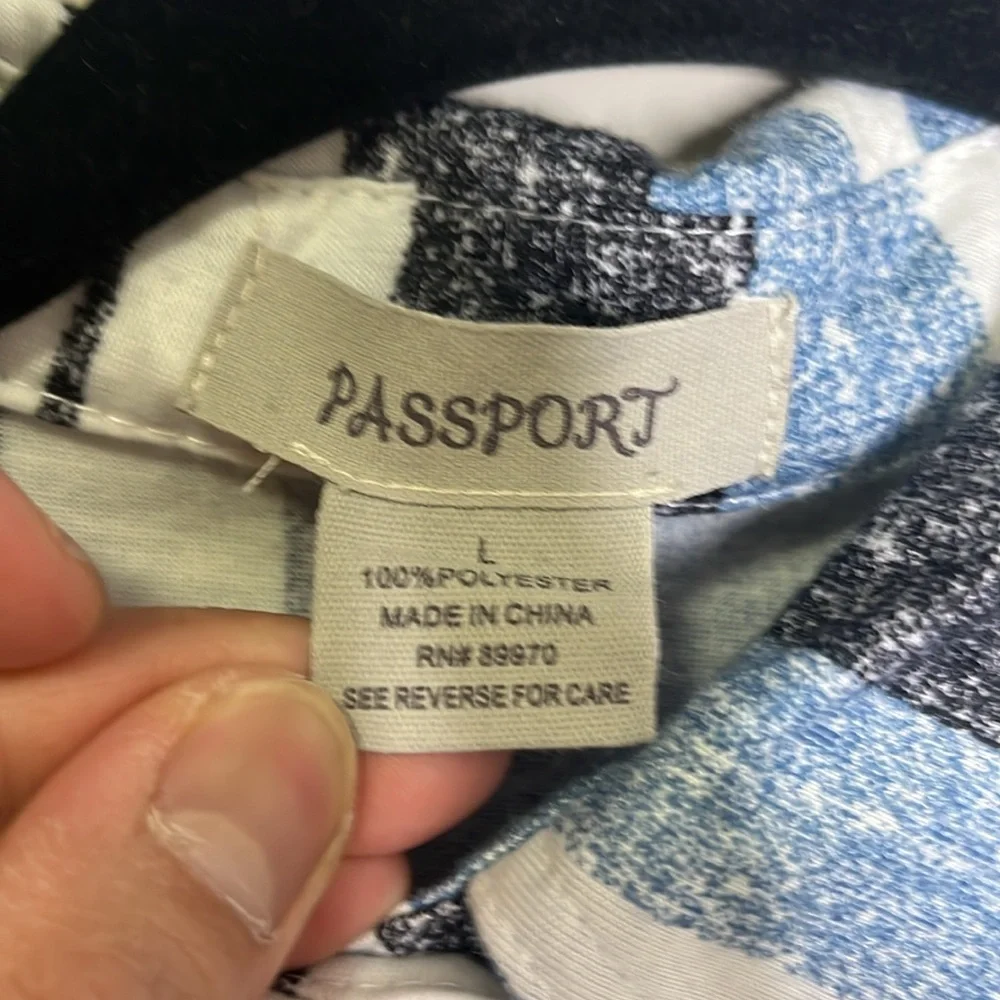 PASSPORT
L
100%POLYESTER
MADE IN CHINA
RN# 89970
SEE REVERSE FOR CARE